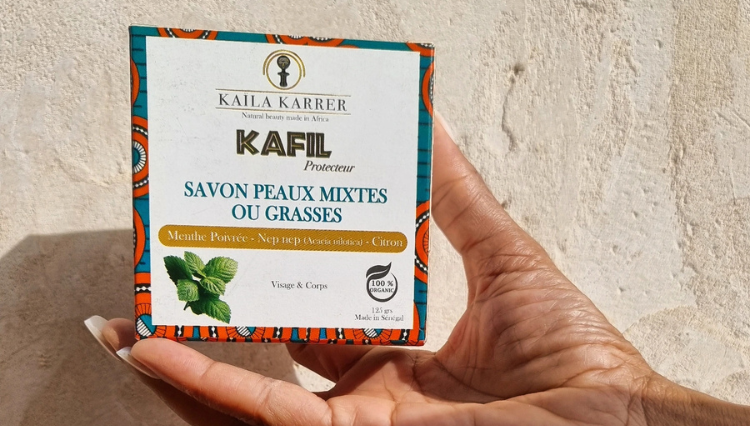 KAILA KARRER
Natural beauty made in Africa
KAFIL
Protecteur
SAVON PEAUX MIXTES
OU GRASSES
Menthe Poivrée - Nep nep (Acacia nilotica) - Citron
Visage & Corps
100 %
ORGANIC
125 grs
Made in Sénégal